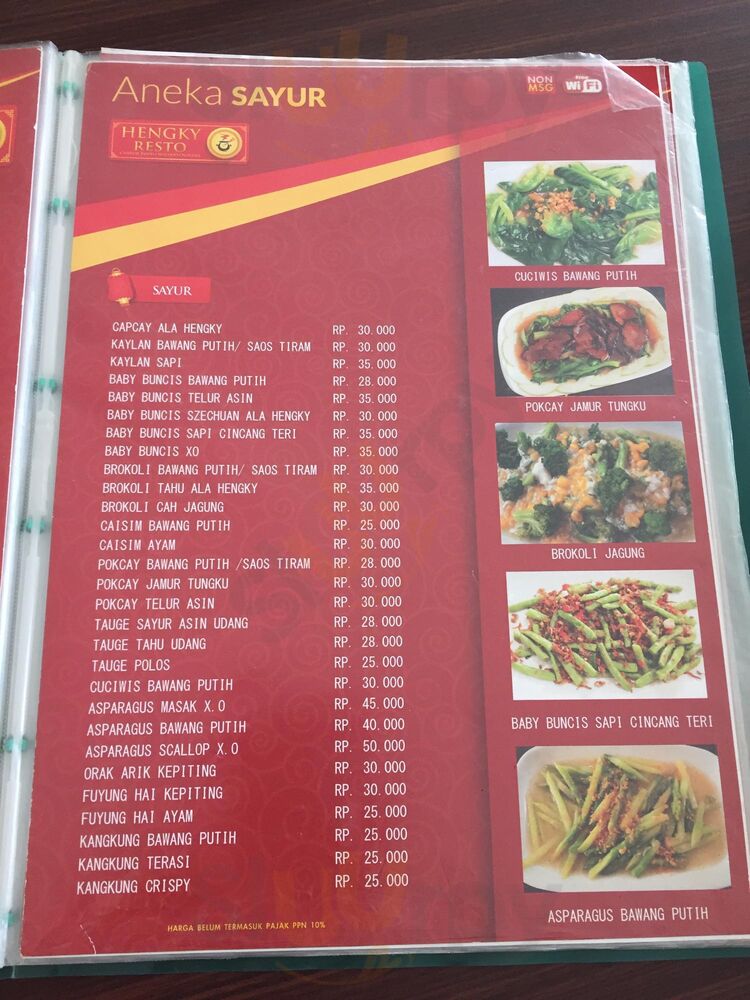 Aneka SAYUR
NON MSG
Free WiFi
HENGKY RESTO
SAYUR
CAPCAY ALA HENGKY RP. 30.000
KAYLAN BAWANG PUTIH/ SAOS TIRAM RP. 30.000
KAYLAN SAPI RP. 35.000
BABY BUNCIS BAWANG PUTIH RP. 28.000
BABY BUNCIS TELUR ASIN RP. 35.000
BABY BUNCIS SZECHUAN ALA HENGKY RP. 30.000
BABY BUNCIS SAPI CINCANG TERI RP. 35.000
BABY BUNCIS XO RP. 35.000
BROKOLI BAWANG PUTIH/ SAOS TIRAM RP. 30.000
BROKOLI TAHU ALA HENGKY RP. 35.000
BROKOLI CAH JAGUNG RP. 30.000
CAISIM BAWANG PUTIH RP. 25.000
CAISIM AYAM RP. 30.000
POKCAY BAWANG PUTIH /SAOS TIRAM RP. 28.000
POKCAY JAMUR TUNGKU RP. 30.000
POKCAY TELUR ASIN RP. 30.000
TAUGE SAYUR ASIN UDANG RP. 28.000
TAUGE TAHU UDANG RP. 28.000
TAUGE POLOS RP. 25.000
CUCIWIS BAWANG PUTIH RP. 30.000
ASPARAGUS MASAK X.O RP. 45.000
ASPARAGUS BAWANG PUTIH RP. 40.000
ASPARAGUS SCALLOP X.O RP. 50.000
ORAK ARIK KEPITING RP. 30.000
FUYUNG HAI KEPITING RP. 30.000
FUYUNG HAI AYAM RP. 25.000
KANGKUNG BAWANG PUTIH RP. 25.000
KANGKUNG TERASI RP. 25.000
KANGKUNG CRISPY RP. 25.000
HARGA BELUM TERMASUK PAJAK PPN 10%
CUCIWIS BAWANG PUTIH
POKCAY JAMUR TUNGKU
BROKOLI JAGUNG
BABY BUNCIS SAPI CINCANG TERI
ASPARAGUS BAWANG PUTIH